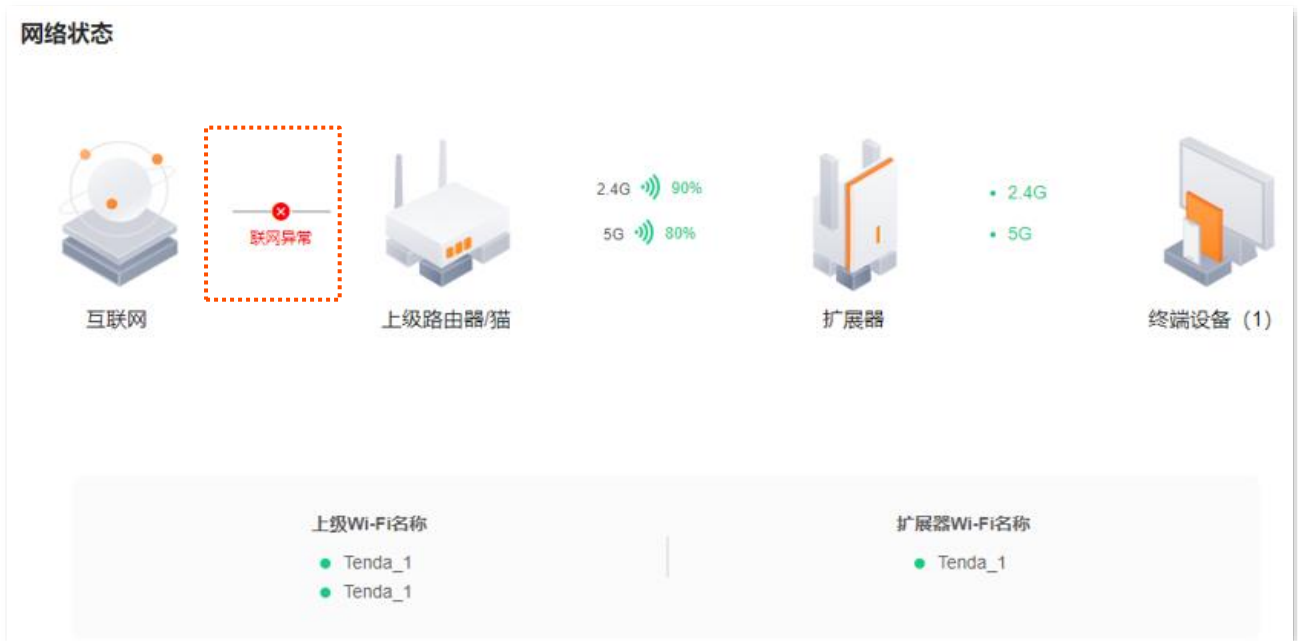 网络状态
联网异常
2.4G 90%
5G 80%
• 2.4G
• 5G
互联网
上级路由器/猫
扩展器
终端设备（1）
上级Wi-Fi名称
Tenda_1
Tenda_1
扩展器Wi-Fi名称
Tenda_1